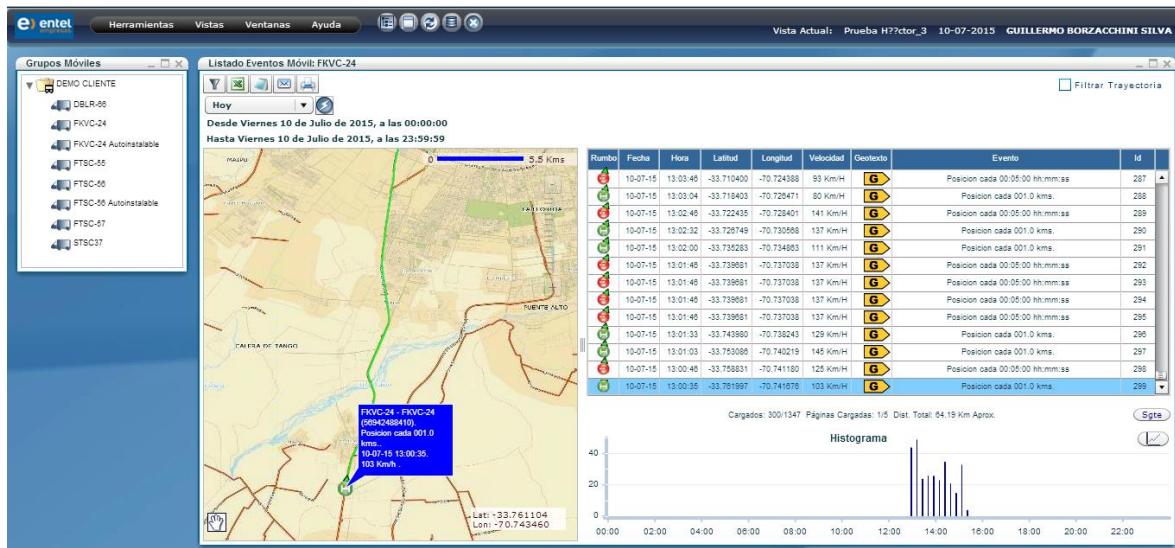 entel
empresas
Herramientas Vistas Ventanas Ayuda
Vista Actual: Prueba H??ctor_3 10-07-2015 GUILLERMO BORZACCHINI SILVA
Grupos Móviles
DEMO CLIENTE
DBLR-66
FKVC-24
FKVC-24 Autoinstalable
FTSC-55
FTSC-56
FTSC-56 Autoinstalable
FTSC-57
STSC37
Listado Eventos Móvil: FKVC-24
Filtrar Trayectoria
Hoy
Desde Viernes 10 de Julio de 2015, a las 00:00:00
Hasta Viernes 10 de Julio de 2015, a las 23:59:59
MAIPU
0 5.5 Kms
LA FLORIDA
PUENTE ALTO
CALERA DE TANGO
FKVC-24 - FKVC-24
(56942488410).
Posicion cada 001.0
kms..
10-07-15 13:00:35.
103 Km/h .
Lat: -33.761104
Lon: -70.743460
Rumbo Fecha Hora Latitud Longitud Velocidad Geotexto Evento Id
10-07-15 13:03:46 -33.710400 -70.724388 93 Km/H G Posicion cada 00:05:00 hh:mm:ss 287
10-07-15 13:03:04 -33.718403 -70.726471 80 Km/H G Posicion cada 001.0 kms. 288
10-07-15 13:02:46 -33.722435 -70.728401 141 Km/H G Posicion cada 00:05:00 hh:mm:ss 289
10-07-15 13:02:32 -33.726749 -70.730568 137 Km/H G Posicion cada 001.0 kms. 290
10-07-15 13:02:00 -33.735283 -70.734863 111 Km/H G Posicion cada 001.0 kms. 291
10-07-15 13:01:46 -33.739681 -70.737038 137 Km/H G Posicion cada 00:05:00 hh:mm:ss 292
10-07-15 13:01:46 -33.739681 -70.737038 137 Km/H G Posicion cada 00:05:00 hh:mm:ss 293
10-07-15 13:01:46 -33.739681 -70.737038 137 Km/H G Posicion cada 00:05:00 hh:mm:ss 294
10-07-15 13:01:46 -33.739681 -70.737038 137 Km/H G Posicion cada 00:05:00 hh:mm:ss 295
10-07-15 13:01:33 -33.743980 -70.738243 129 Km/H G Posicion cada 001.0 kms. 296
10-07-15 13:01:03 -33.753086 -70.740219 145 Km/H G Posicion cada 001.0 kms. 297
10-07-15 13:00:46 -33.758831 -70.741180 125 Km/H G Posicion cada 00:05:00 hh:mm:ss 298
10-07-15 13:00:35 -33.761997 -70.741676 103 Km/H G Posicion cada 001.0 kms. 299
Cargados: 300/1347 Páginas Cargadas: 1/5 Dist. Total: 64.19 Km Aprox.
Sgte
Histograma
40
20
0
00:00 02:00 04:00 06:00 08:00 10:00 12:00 14:00 16:00 18:00 20:00 22:00